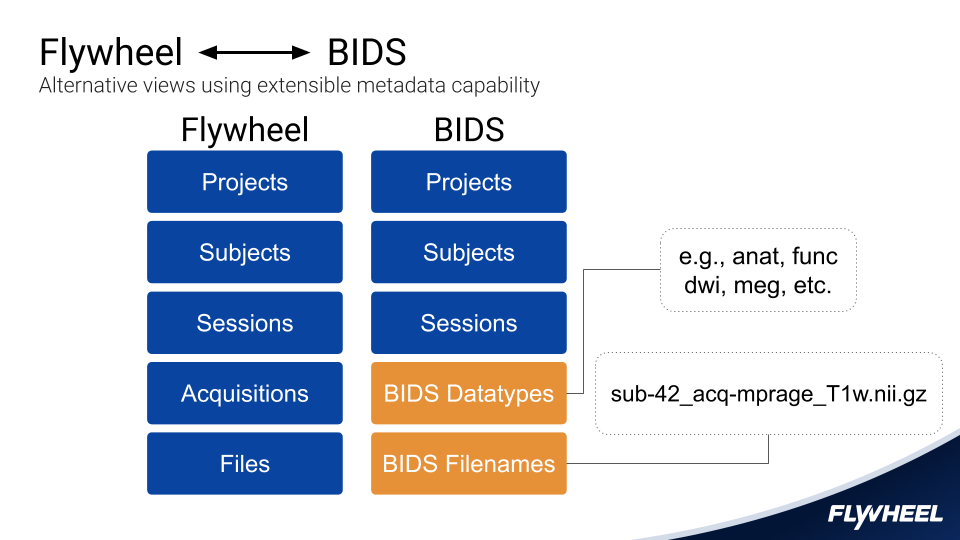 Flywheel BIDS
Alternative views using extensible metadata capability
Flywheel BIDS
Projects Projects
Subjects Subjects
e.g., anat, func
dwi, meg, etc.
Sessions Sessions
Acquisitions BIDS Datatypes
sub-42_acq-mprage_T1w.nii.gz
Files BIDS Filenames
FLYWHEEL